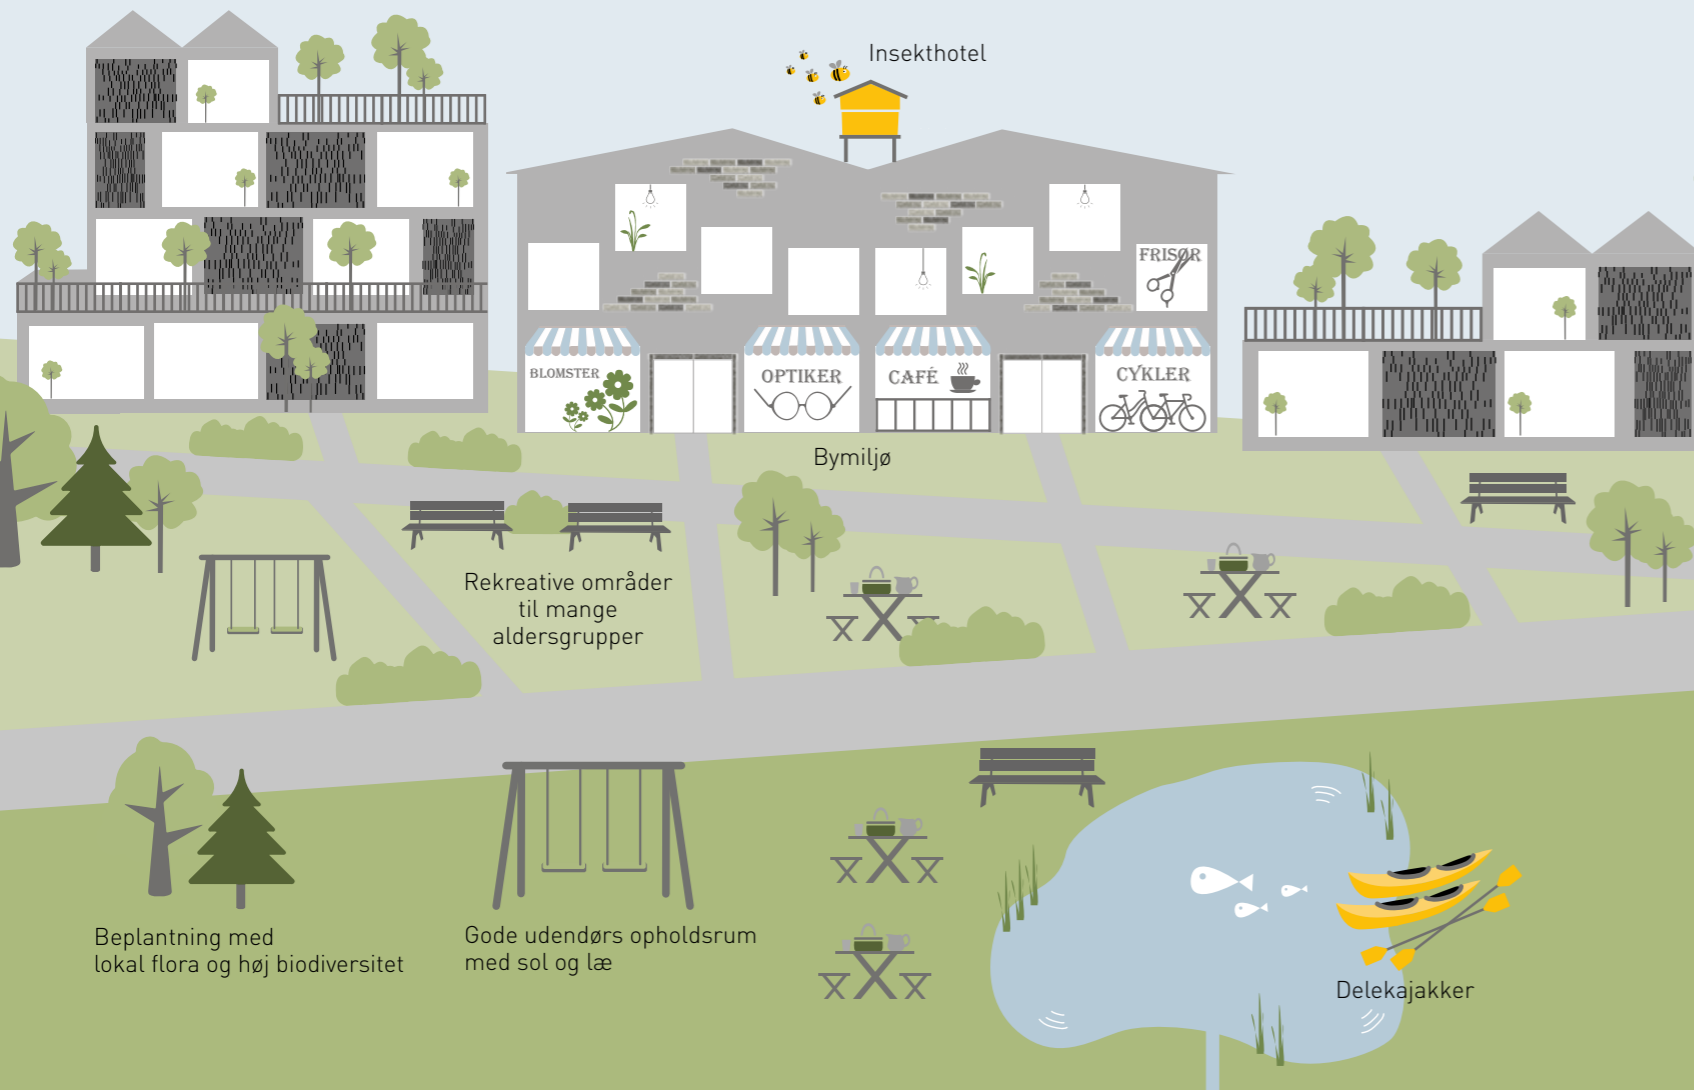 Insekthotel
FRISØR
BLOMSTER
OPTIKER
CAFÉ
CYKLER
Bymiljø
Rekreative områder
til mange
aldersgrupper
Beplantning med
lokal flora og høj biodiversitet
Gode udendørs opholdsrum
med sol og læ
Delekajakker